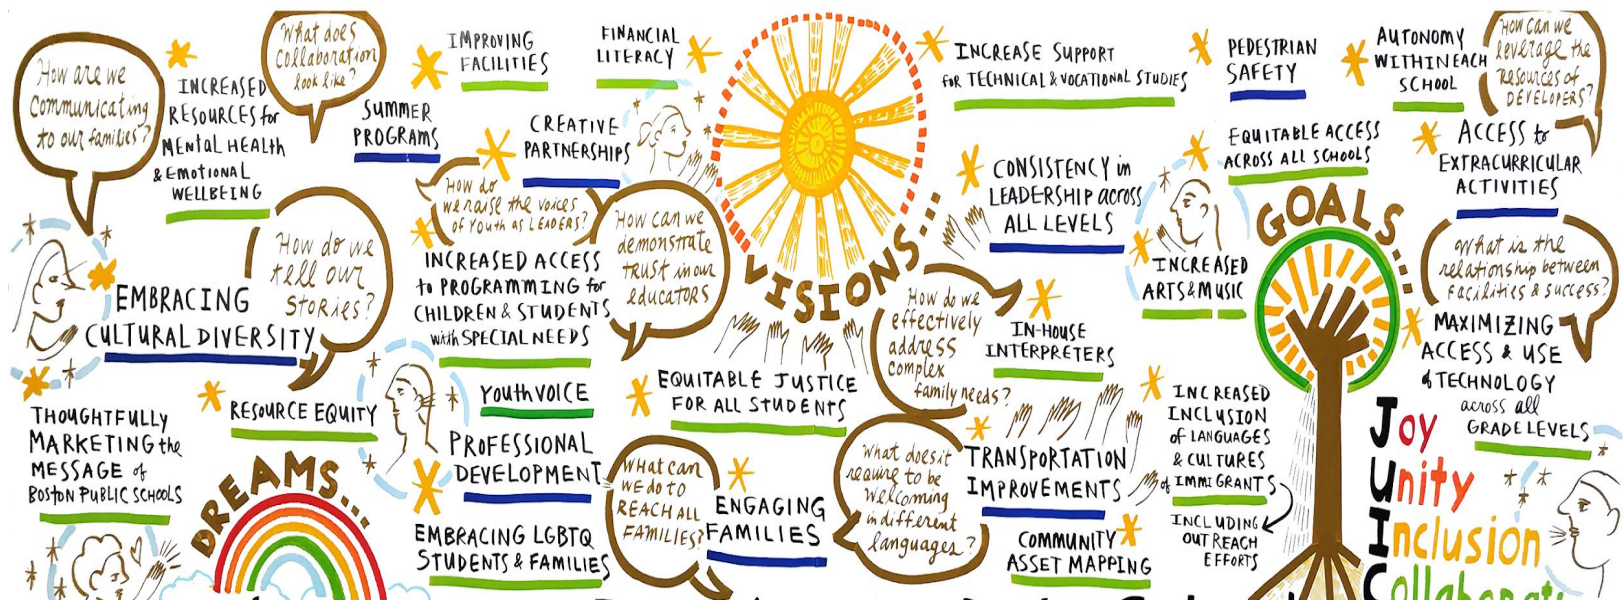 How are we
communicating
to our families?
INCREASED
RESOURCES for
MENTAL HEALTH
& EMOTIONAL
WELLBEING
What does
Collaboration
look like?
SUMMER
PROGRAMS
IMPROVING
FACILITIES
FINANCIAL
LITERACY
CREATIVE
PARTNERSHIPS
How do
we raise the voices
of YOUTH as LEADERS?
How can we
demonstrate
TRUST in our
educators
How do we
tell our
STORIES?
EMBRACING
CULTURAL DIVERSITY
INCREASED ACCESS
to PROGRAMMING for
CHILDREN & STUDENTS
with SPECIAL NEEDS
YOUTH VOICE
THOUGHTFULLY
MARKETING the
MESSAGE of
BOSTON PUBLIC SCHOOLS
RESOURCE EQUITY
DREAMS...
PROFESSIONAL
DEVELOPMENT
EMBRACING LGBTQ
STUDENTS & FAMILIES
VISIONS...
EQUITABLE JUSTICE
FOR ALL STUDENTS
WHAT CAN
WE DO TO
REACH ALL
FAMILIES?
ENGAGING
FAMILIES
INCREASE SUPPORT
for TECHNICAL & VOCATIONAL STUDIES
CONSISTENCY in
LEADERSHIP across
ALL LEVELS
How do we
effectively
address
complex
family needs?
IN-HOUSE
INTERPRETERS
What does it
require to be
welcoming
in different
languages?
TRANSPORTATION
IMPROVEMENTS
COMMUNITY
ASSET MAPPING
PEDESTRIAN
SAFETY
AUTONOMY
WITHIN EACH
SCHOOL
How can we
leverage the
resources of
DEVELOPERS?
EQUITABLE ACCESS
ACROSS ALL SCHOOLS
ACCESS to
EXTRACURRICULAR
ACTIVITIES
INCREASED
ARTS & MUSIC
GOALS...
What is the
relationship between
facilities & success?
MAXIMIZING
ACCESS & USE
of TECHNOLOGY
across all
GRADE LEVELS
INCREASED
INCLUSION
of LANGUAGES
& CULTURES
of IMMIGRANTS
INCLUDING
OUT REACH
EFFORTS
Joy
Unity
Inclusion